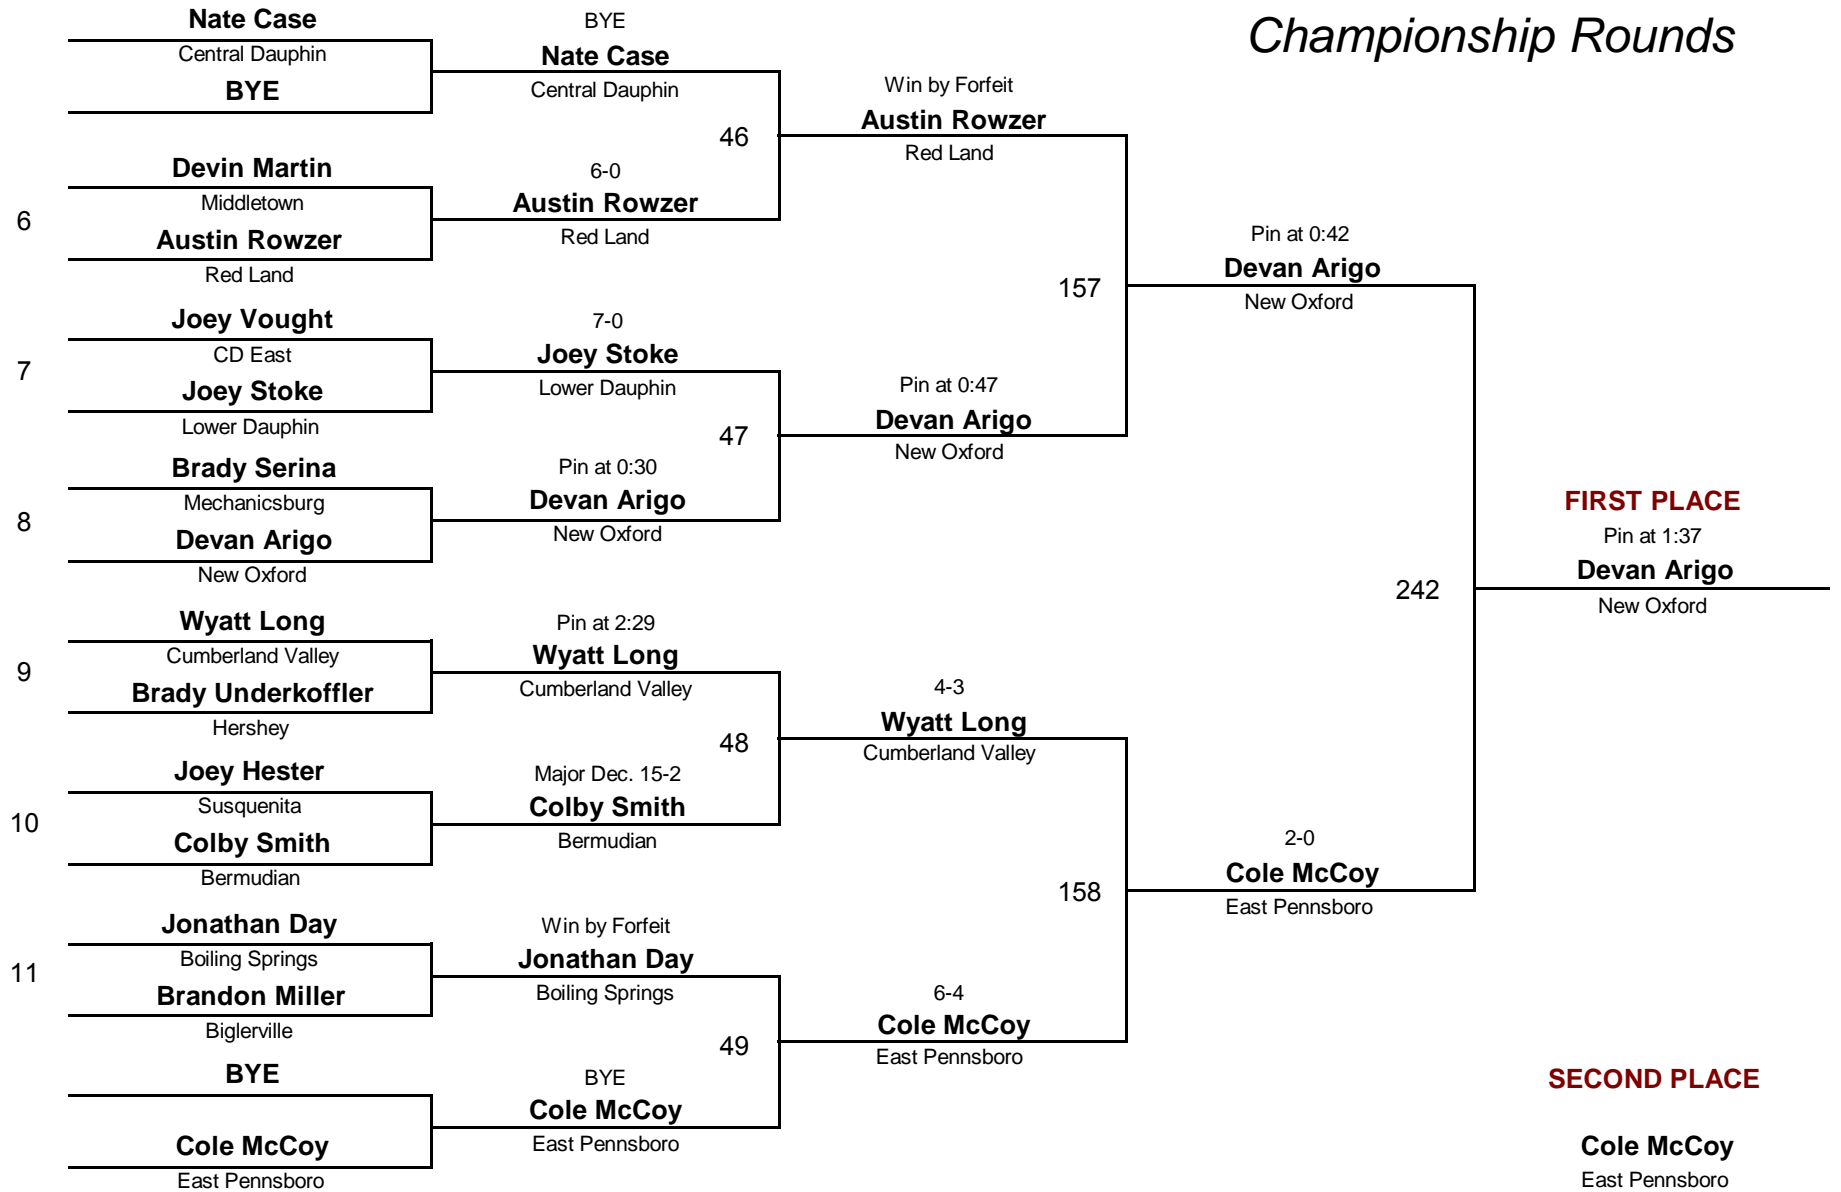 Championship Rounds
Nate Case
Central Dauphin
BYE
6
Devin Martin
Middletown
Austin Rowzer
Red Land
7
Joey Vought
CD East
Joey Stoke
Lower Dauphin
8
Brady Serina
Mechanicsburg
Devan Arigo
New Oxford
9
Wyatt Long
Cumberland Valley
Brady Underkoffler
Hershey
10
Joey Hester
Susquenita
Colby Smith
Bermudian
11
Jonathan Day
Boiling Springs
Brandon Miller
Biglerville
BYE
Cole McCoy
East Pennsboro
BYE
Nate Case
Central Dauphin
46
6-0
Austin Rowzer
Red Land
7-0
Joey Stoke
Lower Dauphin
47
Pin at 0:30
Devan Arigo
New Oxford
Pin at 2:29
Wyatt Long
Cumberland Valley
48
Major Dec. 15-2
Colby Smith
Bermudian
Win by Forfeit
Jonathan Day
Boiling Springs
49
BYE
Cole McCoy
East Pennsboro
Win by Forfeit
Austin Rowzer
Red Land
157
Pin at 0:47
Devan Arigo
New Oxford
4-3
Wyatt Long
Cumberland Valley
158
6-4
Cole McCoy
East Pennsboro
Pin at 0:42
Devan Arigo
New Oxford
242
2-0
Cole McCoy
East Pennsboro
FIRST PLACE
Pin at 1:37
Devan Arigo
New Oxford
SECOND PLACE
Cole McCoy
East Pennsboro